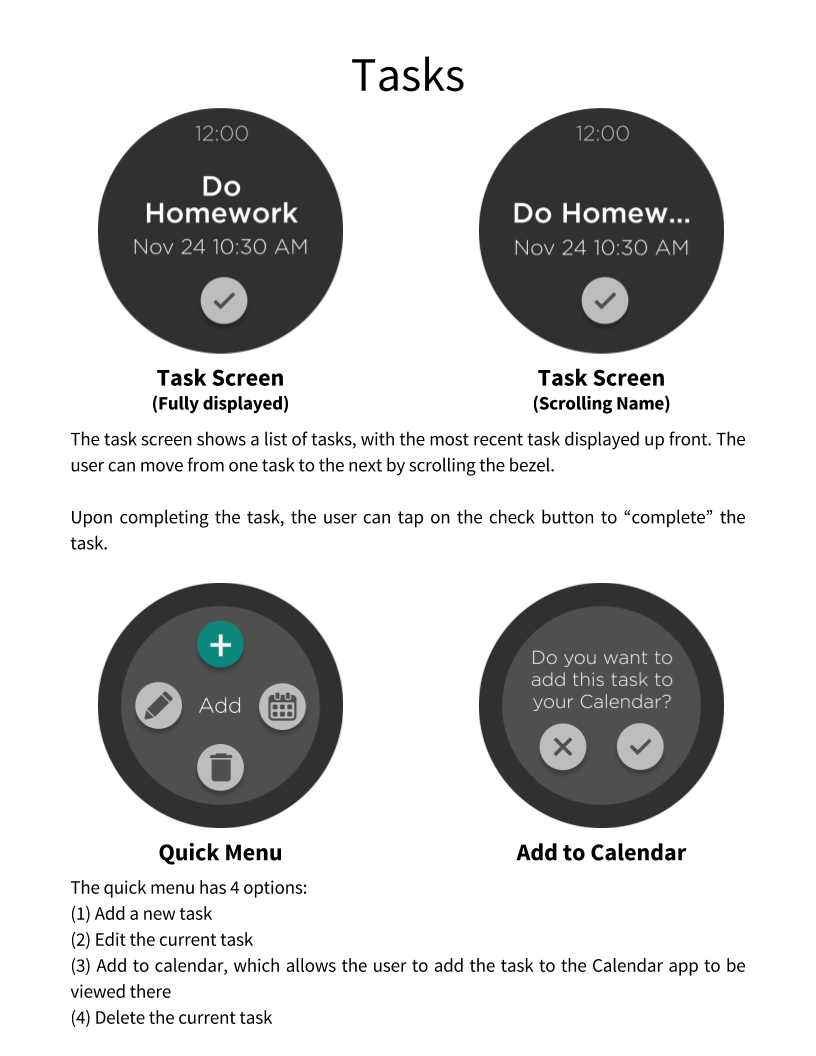 Tasks
12:00
Do
Homework
Nov 24 10:30 AM
12:00
Do Homew...
Nov 24 10:30 AM
Task Screen
(Fully displayed)
Task Screen
(Scrolling Name)
The task screen shows a list of tasks, with the most recent task displayed up front. The
user can move from one task to the next by scrolling the bezel.
Upon completing the task, the user can tap on the check button to “complete” the
task.
Add
Do you want to
add this task to
your Calendar?
Quick Menu
Add to Calendar
The quick menu has 4 options:
(1) Add a new task
(2) Edit the current task
(3) Add to calendar, which allows the user to add the task to the Calendar app to be
viewed there
(4) Delete the current task